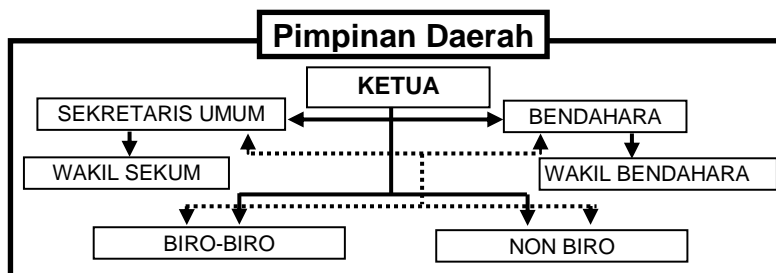 Pimpinan Daerah
KETUA
SEKRETARIS UMUM
BENDAHARA
WAKIL SEKUM
WAKIL BENDAHARA
BIRO-BIRO
NON BIRO